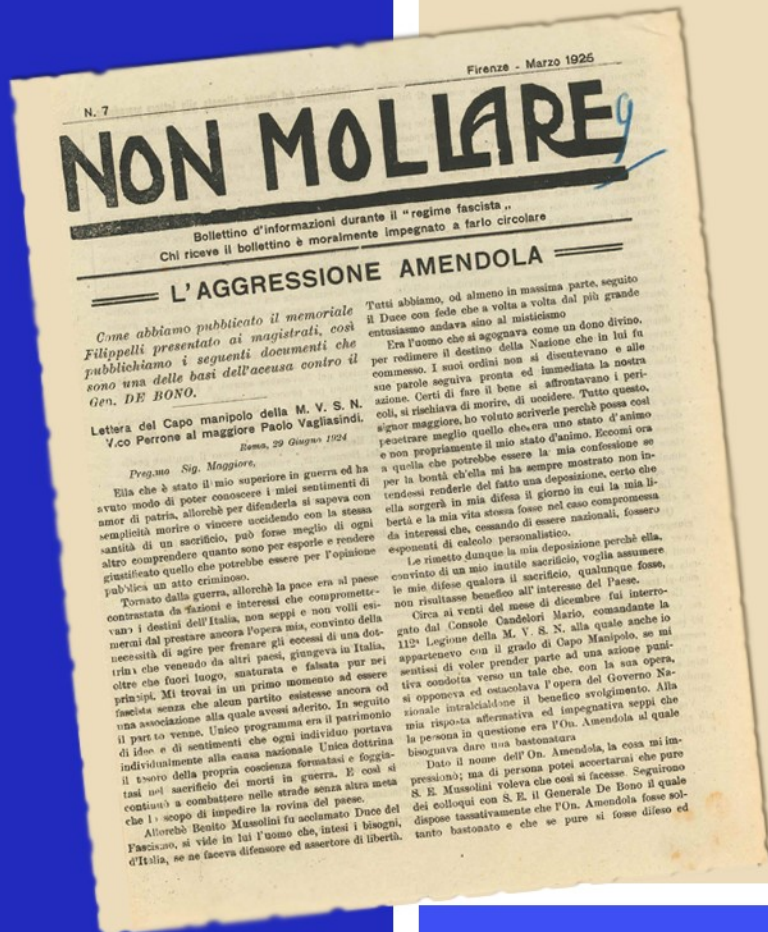 N. 7
Firenze - Marzo 1925
NON MOLLARE
9
Bollettino d'informazioni durante il "regime fascista„
Chi riceve il bollettino è moralmente impegnato a farlo circolare
L'AGGRESSIONE AMENDOLA
Come abbiamo pubblicato il memoriale
Filippelli presentato ai magistrati, così
pubblichiamo i seguenti documenti che
sono una delle basi dell'aceusa contro il
Gen. DE BONO.
Lettera del Capo manipolo della M. V. S. N.
V.co Perrone al maggiore Paolo Vagliasindi.
Roma, 29 Giugno 1924
Preg.mo Sig. Maggiore,
Ella che è stato il mio superiore in guerra ed ha
avuto modo di poter conoscere i miei sentimenti di
amor di patria, allorchè per difenderla si sapeva con
semplicità morire o vincere uccidendo con la stessa
santità di un sacrificio, può forse meglio di ogni
altro comprendere quanto sono per esporle e rendere
giustificato quello che potrebbe essere per l'opinione
pubblica un atto criminoso.
Tornato dalla guerra, allorchè la pace era al paese
contrastata da fazioni e interessi che compromette-
vano i destini dell'Italia, non seppi e non volli esi-
mermi dal prestare ancora l'opera mia, convinto della
necessità di agire per frenare gli eccessi di una dot-
trina che venendo da altri paesi, giungeva in Italia,
oltre che fuori luogo, snaturata e falsata pur nei
principi. Mi trovai in un primo momento ad essere
fascista senza che alcun partito esistesse ancora od
una associazione alla quale avessi aderito. In seguito
il partito venne. Unico programma era il patrimonio
di idee e di sentimenti che ogni individuo portava
individualmente alla causa nazionale Unica dottrina
il tesoro della propria coscienza formatasi e foggia-
tasi nel sacrificio dei morti in guerra. E così si
continuò a combattere nelle strade senza altra meta
che lo scopo di impedire la rovina del paese.
Allorchè Benito Mussolini fu acclamato Duce del
Fascismo, si vide in lui l'uomo che, intesi i bisogni,
d'Italia, se ne faceva difensore ed assertore di libertà.
Tutti abbiamo, od almeno in massima parte, seguito
il Duce con fede che a volta a volta dal più grande
entusiasmo andava sino al misticismo
Era l'uomo che si agognava come un dono divino,
per redimere il destino della Nazione che in lui fu
commesso. I suoi ordini non si discutevano e alle
sue parole seguiva pronta ed immediata la nostra
azione. Certi di fare il bene si affrontavano i peri-
coli, si rischiava di morire, di uccidere. Tutto questo,
signor maggiore, ho voluto scriverle perchè possa così
penetrare meglio quello che era uno stato d'animo
e non propriamente il mio stato d'animo. Eccomi ora
a quella che potrebbe essere la mia confessione se
per la bontà ch'ella mi ha sempre mostrato non in-
tendessi renderle del fatto una deposizione, certo che
ella sorgerà in mia difesa il giorno in cui la mia li-
bertà e la mia vita stessa fosse nel caso compromessa
da interessi che, cessando di essere nazionali, fossero
esponenti di calcolo personalistico.
Le rimetto dunque la mia deposizione perchè ella,
convinto di un mio inutile sacrificio, voglia assumere
le mie difese qualora il sacrificio, qualunque fosse,
non risultasse benefico all'interesse del Paese.
Circa ai venti del mese di dicembre fui interro-
gato dal Console Candelori Mario, comandante la
112ª Legione della M. V. S. N. alla quale anche io
appartenevo con il grado di Capo Manipolo, se mi
sentissi di voler prender parte ad una azione puni-
tiva condotta verso un tale che, con la sua opera,
si opponeva ed ostacolava l'opera del Governo Na-
zionale intralciandone il benefico svolgimento. Alla
mia risposta affermativa ed impegnativa seppi che
la persona in questione era l'On. Amendola al quale
bisognava dare una bastonatura
Dato il nome dell'On. Amendola, la cosa mi im-
pressionò; ma di persona potei accertarmi che pure
S. E. Mussolini voleva che così si facesse. Seguirono
dei colloqui con S. E. il Generale De Bono il quale
dispose tassativamente che l'On. Amendola fosse sol-
tanto bastonato e che se pure si fosse difeso ed